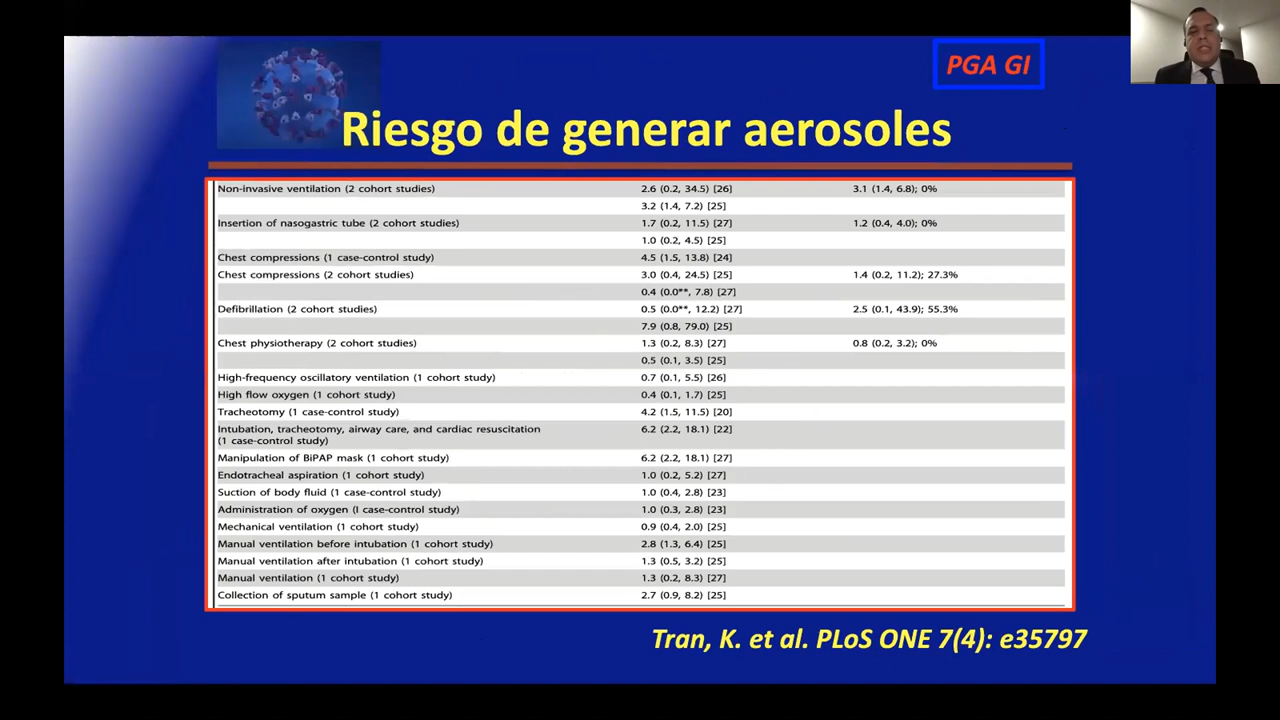 PGA GI
Riesgo de generar aerosoles
Non-invasive ventilation (2 cohort studies) 2.6 (0.2, 34.5) [26] 3.1 (1.4, 6.8); 0%
3.2 (1.4, 7.2) [25]
Insertion of nasogastric tube (2 cohort studies) 1.7 (0.2, 11.5) [27] 1.2 (0.4, 4.0); 0%
1.0 (0.2, 4.5) [25]
Chest compressions (1 case-control study) 4.5 (1.5, 13.8) [24]
Chest compressions (2 cohort studies) 3.0 (0.4, 24.5) [25] 1.4 (0.2, 11.2); 27.3%
0.4 (0.0**, 7.8) [27]
Defibrillation (2 cohort studies) 0.5 (0.0**, 12.2) [27] 2.5 (0.1, 43.9); 55.3%
7.9 (0.8, 79.0) [25]
Chest physiotherapy (2 cohort studies) 1.3 (0.2, 8.3) [27] 0.8 (0.2, 3.2); 0%
0.5 (0.1, 3.5) [25]
High-frequency oscillatory ventilation (1 cohort study) 0.7 (0.1, 5.5) [26]
High flow oxygen (1 cohort study) 0.4 (0.1, 1.7) [25]
Tracheotomy (1 case-control study) 4.2 (1.5, 11.5) [20]
Intubation, tracheotomy, airway care, and cardiac resuscitation 6.2 (2.2, 18.1) [22]
(1 case-control study)
Manipulation of BiPAP mask (1 cohort study) 6.2 (2.2, 18.1) [27]
Endotracheal aspiration (1 cohort study) 1.0 (0.2, 5.2) [27]
Suction of body fluid (1 case-control study) 1.0 (0.4, 2.8) [23]
Administration of oxygen (I case-control study) 1.0 (0.3, 2.8) [23]
Mechanical ventilation (1 cohort study) 0.9 (0.4, 2.0) [25]
Manual ventilation before intubation (1 cohort study) 2.8 (1.3, 6.4) [25]
Manual ventilation after intubation (1 cohort study) 1.3 (0.5, 3.2) [25]
Manual ventilation (1 cohort study) 1.3 (0.2, 8.3) [27]
Collection of sputum sample (1 cohort study) 2.7 (0.9, 8.2) [25]
Tran, K. et al. PLoS ONE 7(4): e35797